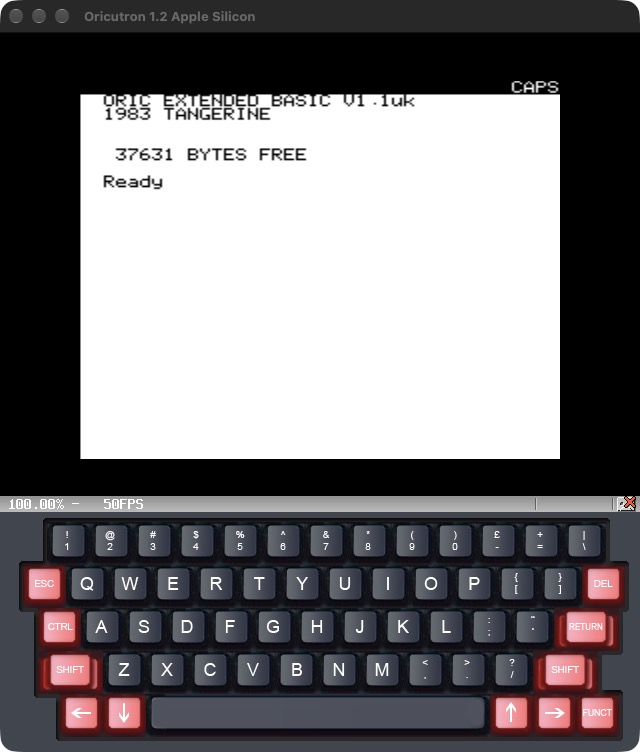 Oricutron 1.2 Apple Silicon
CAPS
ORIC EXTENDED BASIC V1.1uk
1983 TANGERINE
37631 BYTES FREE
Ready
100.00% - 50FPS
! @ # $ % ^ & * ( ) £ + |
1 2 3 4 5 6 7 8 9 0 - = \
ESC Q W E R T Y U I O P { [ } ] DEL
CTRL A S D F G H J K L : ; " ' RETURN
SHIFT Z X C V B N M < , > . ? / SHIFT
← ↓ ↑ → FUNCT